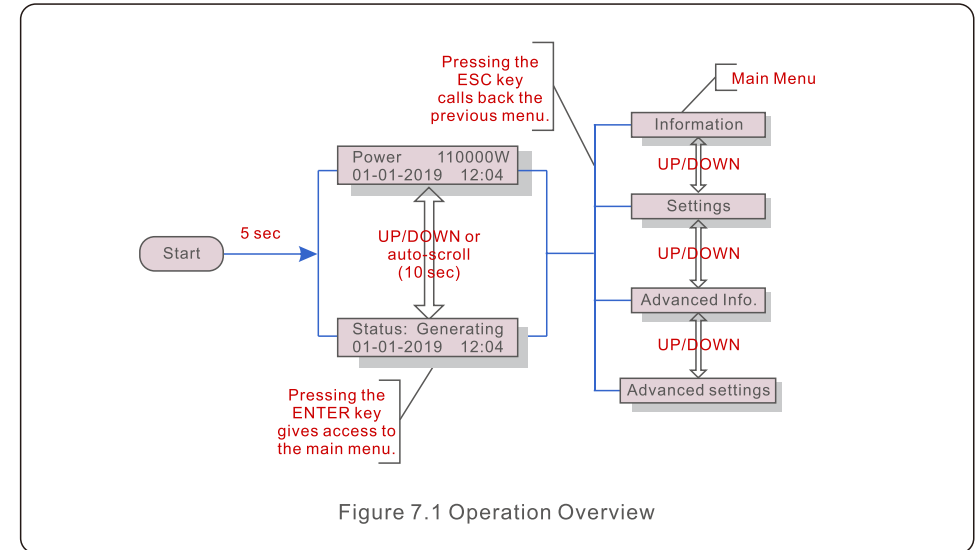 Pressing the
ESC key
calls back the
previous menu.
Main Menu
Information
UP/DOWN
Settings
UP/DOWN
Advanced Info.
UP/DOWN
Advanced settings
Power 110000W
01-01-2019 12:04
5 sec
Start
UP/DOWN or
auto-scroll
(10 sec)
Status: Generating
01-01-2019 12:04
Pressing the
ENTER key
gives access to
the main menu.
Figure 7.1 Operation Overview